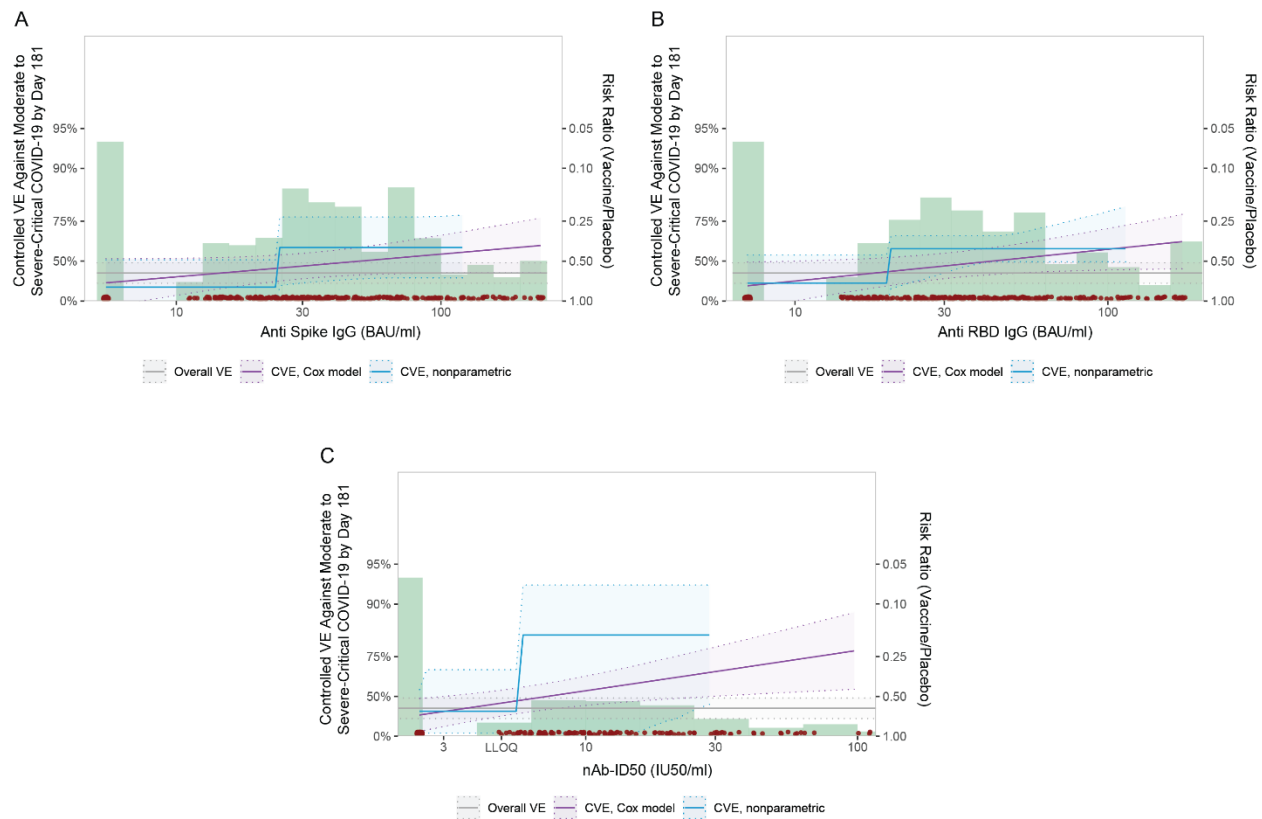 A
Controlled VE Against Moderate to
Severe-Critical COVID-19 by Day 181
95%
90%
75%
50%
0%
0.05
0.10
0.25
0.50
1.00
Risk Ratio (Vaccine/Placebo)
10
100
Anti Spike IgG (BAU/ml)
Overall VE
CVE, Cox model
CVE, nonparametric
B
Controlled VE Against Moderate to
Severe-Critical COVID-19 by Day 181
95%
90%
75%
50%
0%
0.05
0.10
0.25
0.50
1.00
Risk Ratio (Vaccine/Placebo)
10
30
100
Anti RBD IgG (BAU/ml)
Overall VE
CVE, Cox model
CVE, nonparametric
C
Controlled VE Against Moderate to
Severe-Critical COVID-19 by Day 181
95%
90%
75%
50%
0%
0.05
0.10
0.25
0.50
1.00
Risk Ratio (Vaccine/Placebo)
3
LLOQ
10
30
100
nAb-ID50 (IU50/ml)
Overall VE
CVE, Cox model
CVE, nonparametric